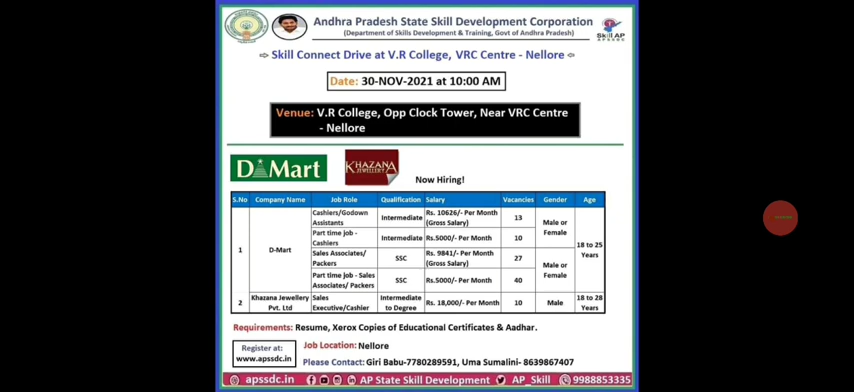 Andhra Pradesh State Skill Development Corporation
(Department of Skills Development & Training, Govt of Andhra Pradesh)
Skill AP
APSSDC
⇨ Skill Connect Drive at V.R College, VRC Centre - Nellore ⇦
Date: 30-NOV-2021 at 10:00 AM
Venue: V.R College, Opp Clock Tower, Near VRC Centre
- Nellore
D Mart
KHAZANA
JEWELLERY
Now Hiring!
S.No Company Name Job Role Qualification Salary Vacancies Gender Age
1 D-Mart Cashiers/Godown Assistants Intermediate Rs. 10626/- Per Month (Gross Salary) 13 Male or Female 18 to 25 Years
Part time job - Cashiers Intermediate Rs.5000/- Per Month 10
Sales Associates/ Packers SSC Rs. 9841/- Per Month (Gross Salary) 27 Male or Female
Part time job - Sales Associates/ Packers SSC Rs.5000/- Per Month 40
2 Khazana Jewellery Pvt. Ltd Sales Executive/Cashier Intermediate to Degree Rs. 18,000/- Per Month 10 Male 18 to 28 Years
Requirements: Resume, Xerox Copies of Educational Certificates & Aadhar.
Register at:
www.apssdc.in
Job Location: Nellore
Please Contact: Giri Babu-7780289591, Uma Sumalini- 8639867407
apssdc.in AP State Skill Development AP_Skill 9988853335